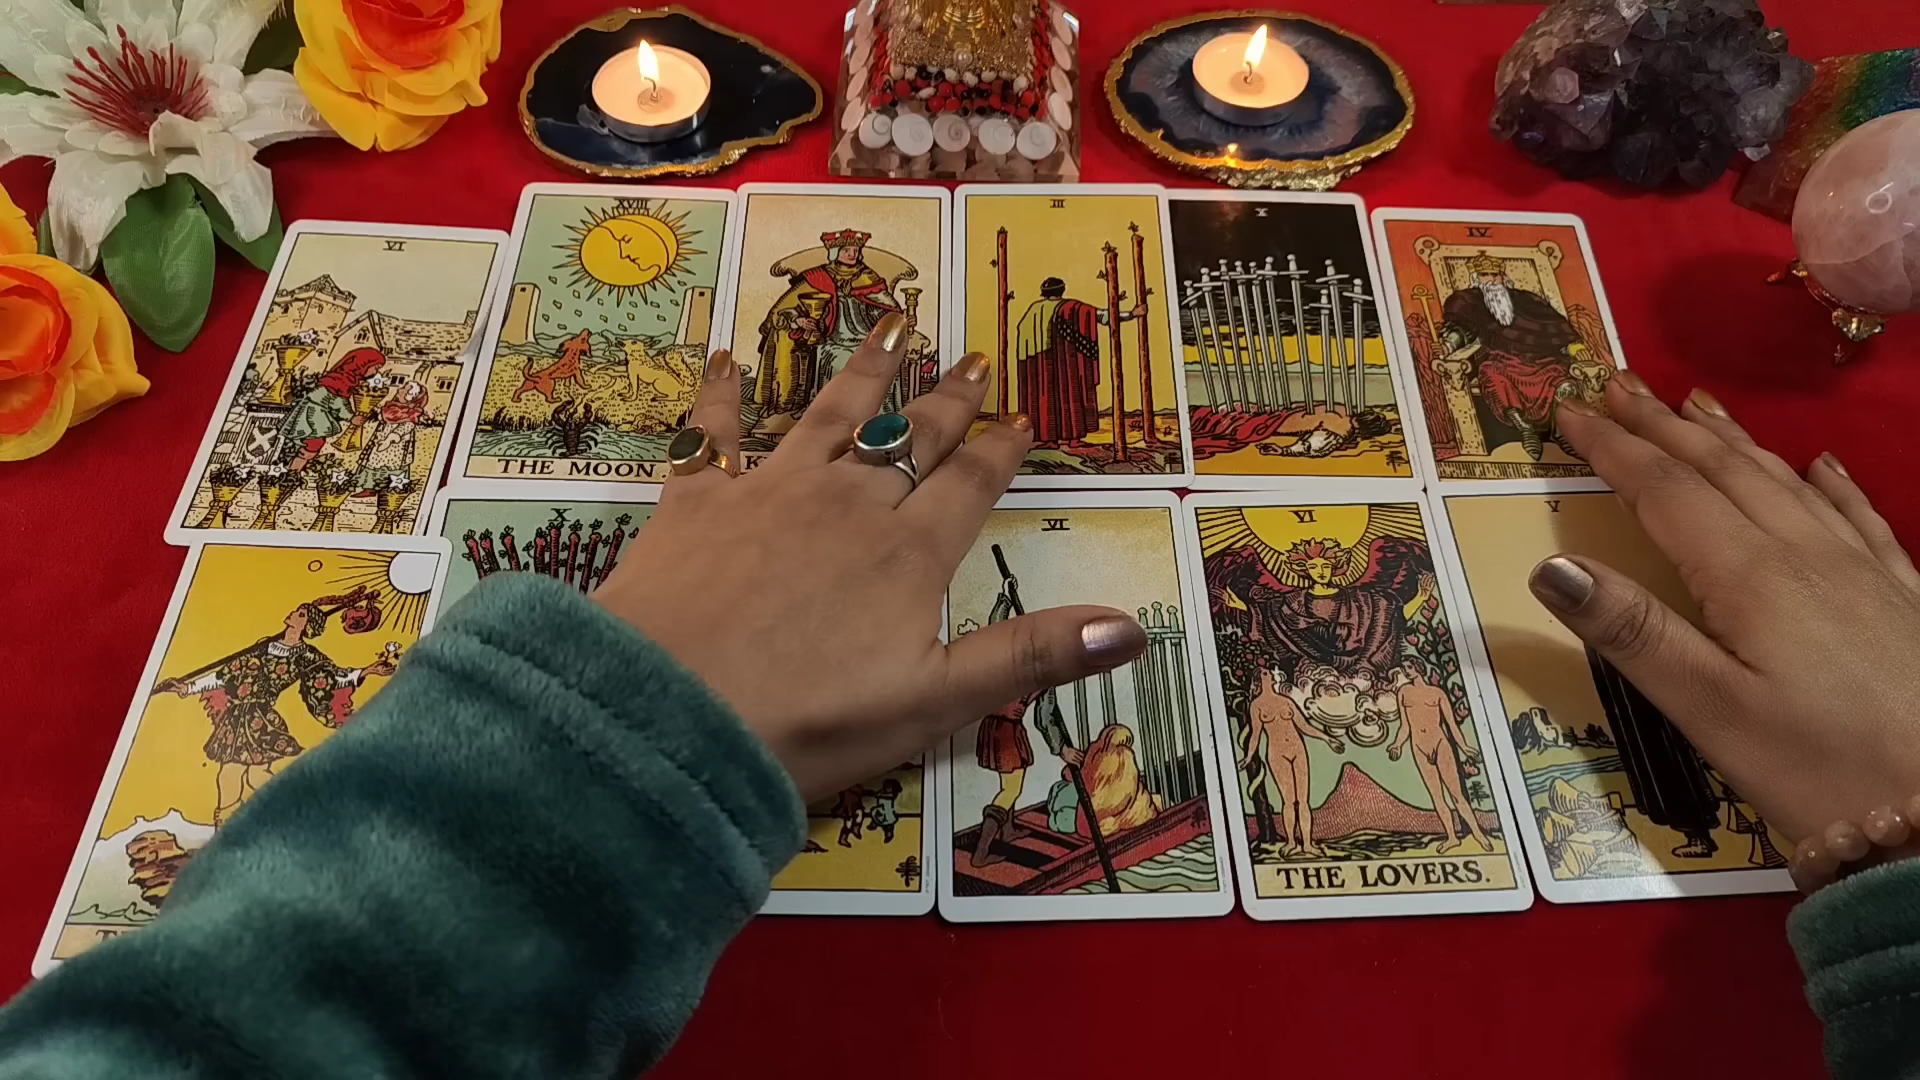 VI
XVIII
THE MOON
K
III
X
IV
X
VI
VI
THE LOVERS.
V
T